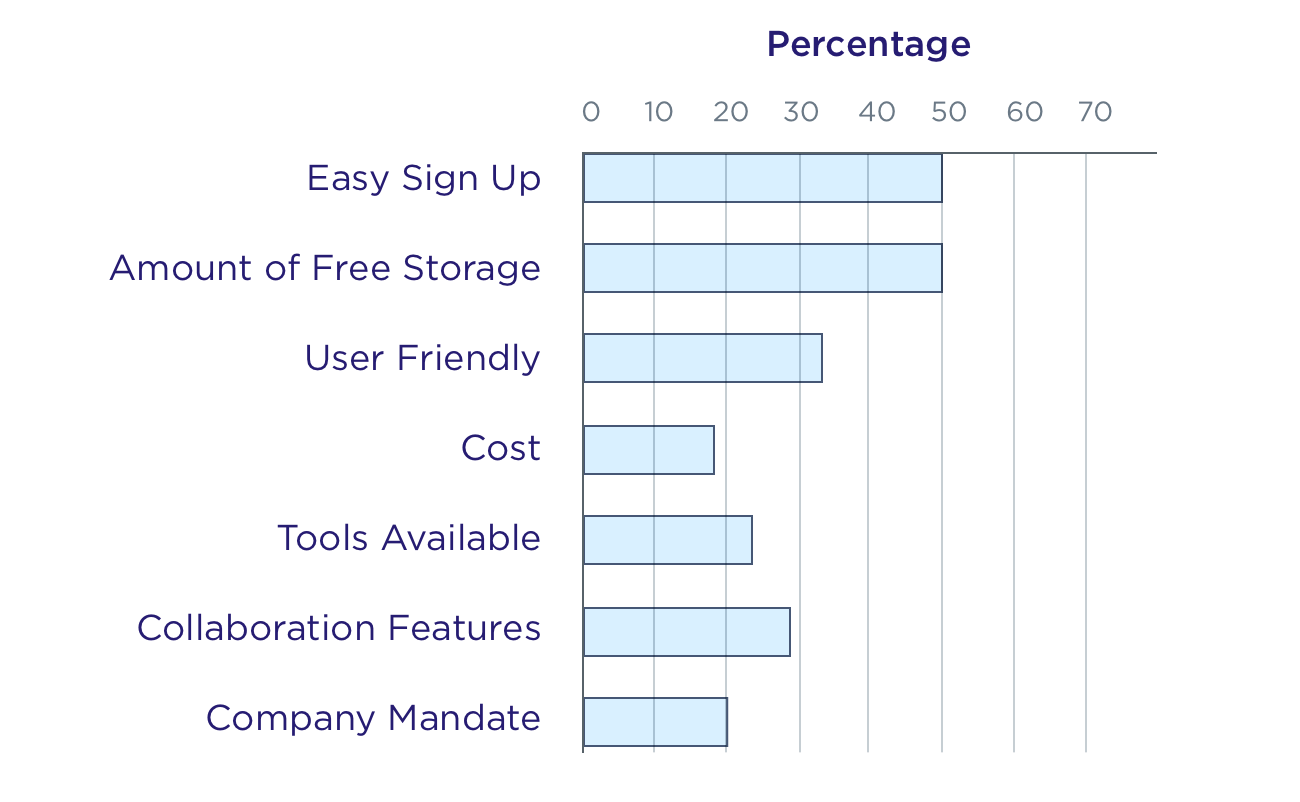 Percentage
0 10 20 30 40 50 60 70
Easy Sign Up
Amount of Free Storage
User Friendly
Cost
Tools Available
Collaboration Features
Company Mandate